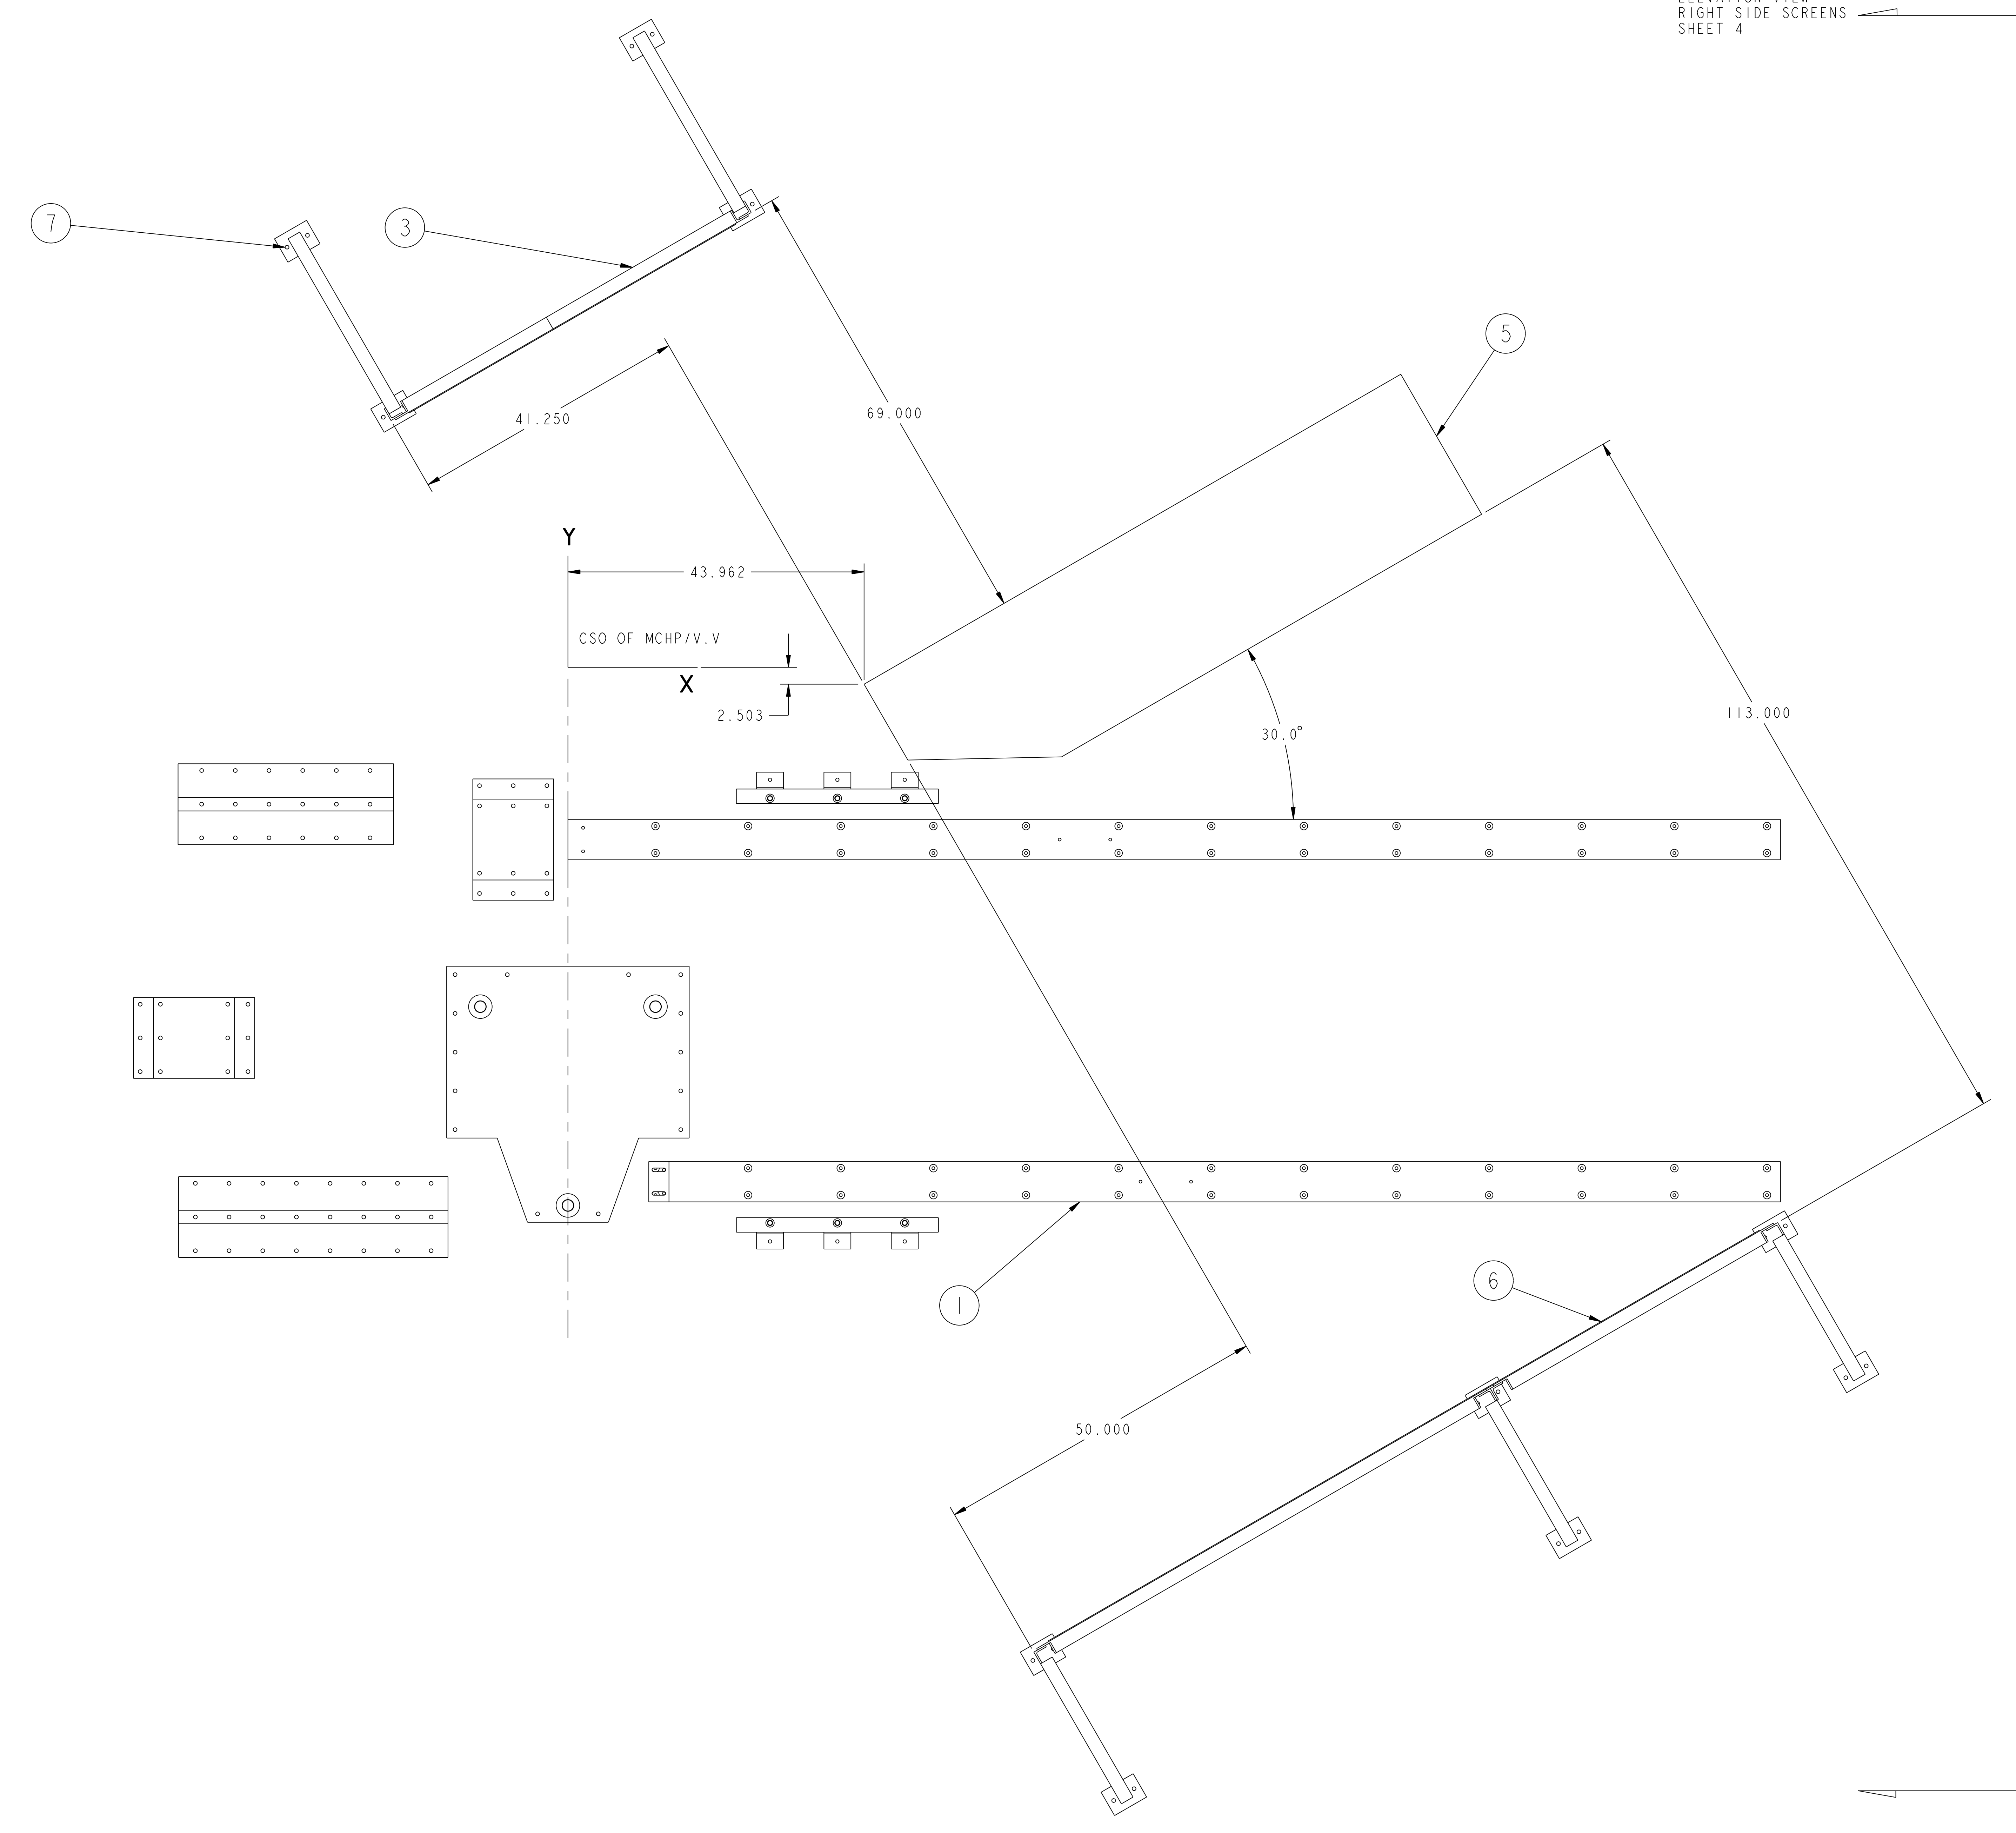 RIGHT SIDE SCREENS
SHEET 4
7
3
5
41.250
69.000
Y
43.962
CSO OF MCHP/V.V
X
2.503
30.0°
113.000
6
1
50.000